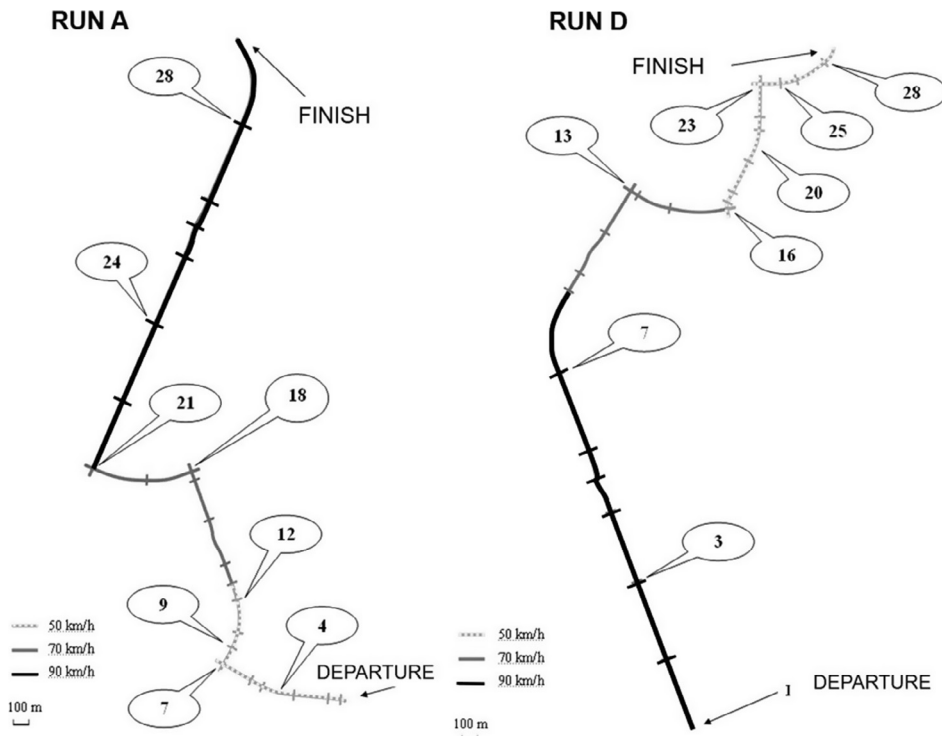 RUN A
28
FINISH
24
21
18
12
9
4
7
DEPARTURE
50 km/h
70 km/h
90 km/h
100 m
RUN D
FINISH
28
23
25
13
20
16
7
3
1 DEPARTURE
50 km/h
70 km/h
90 km/h
100 m